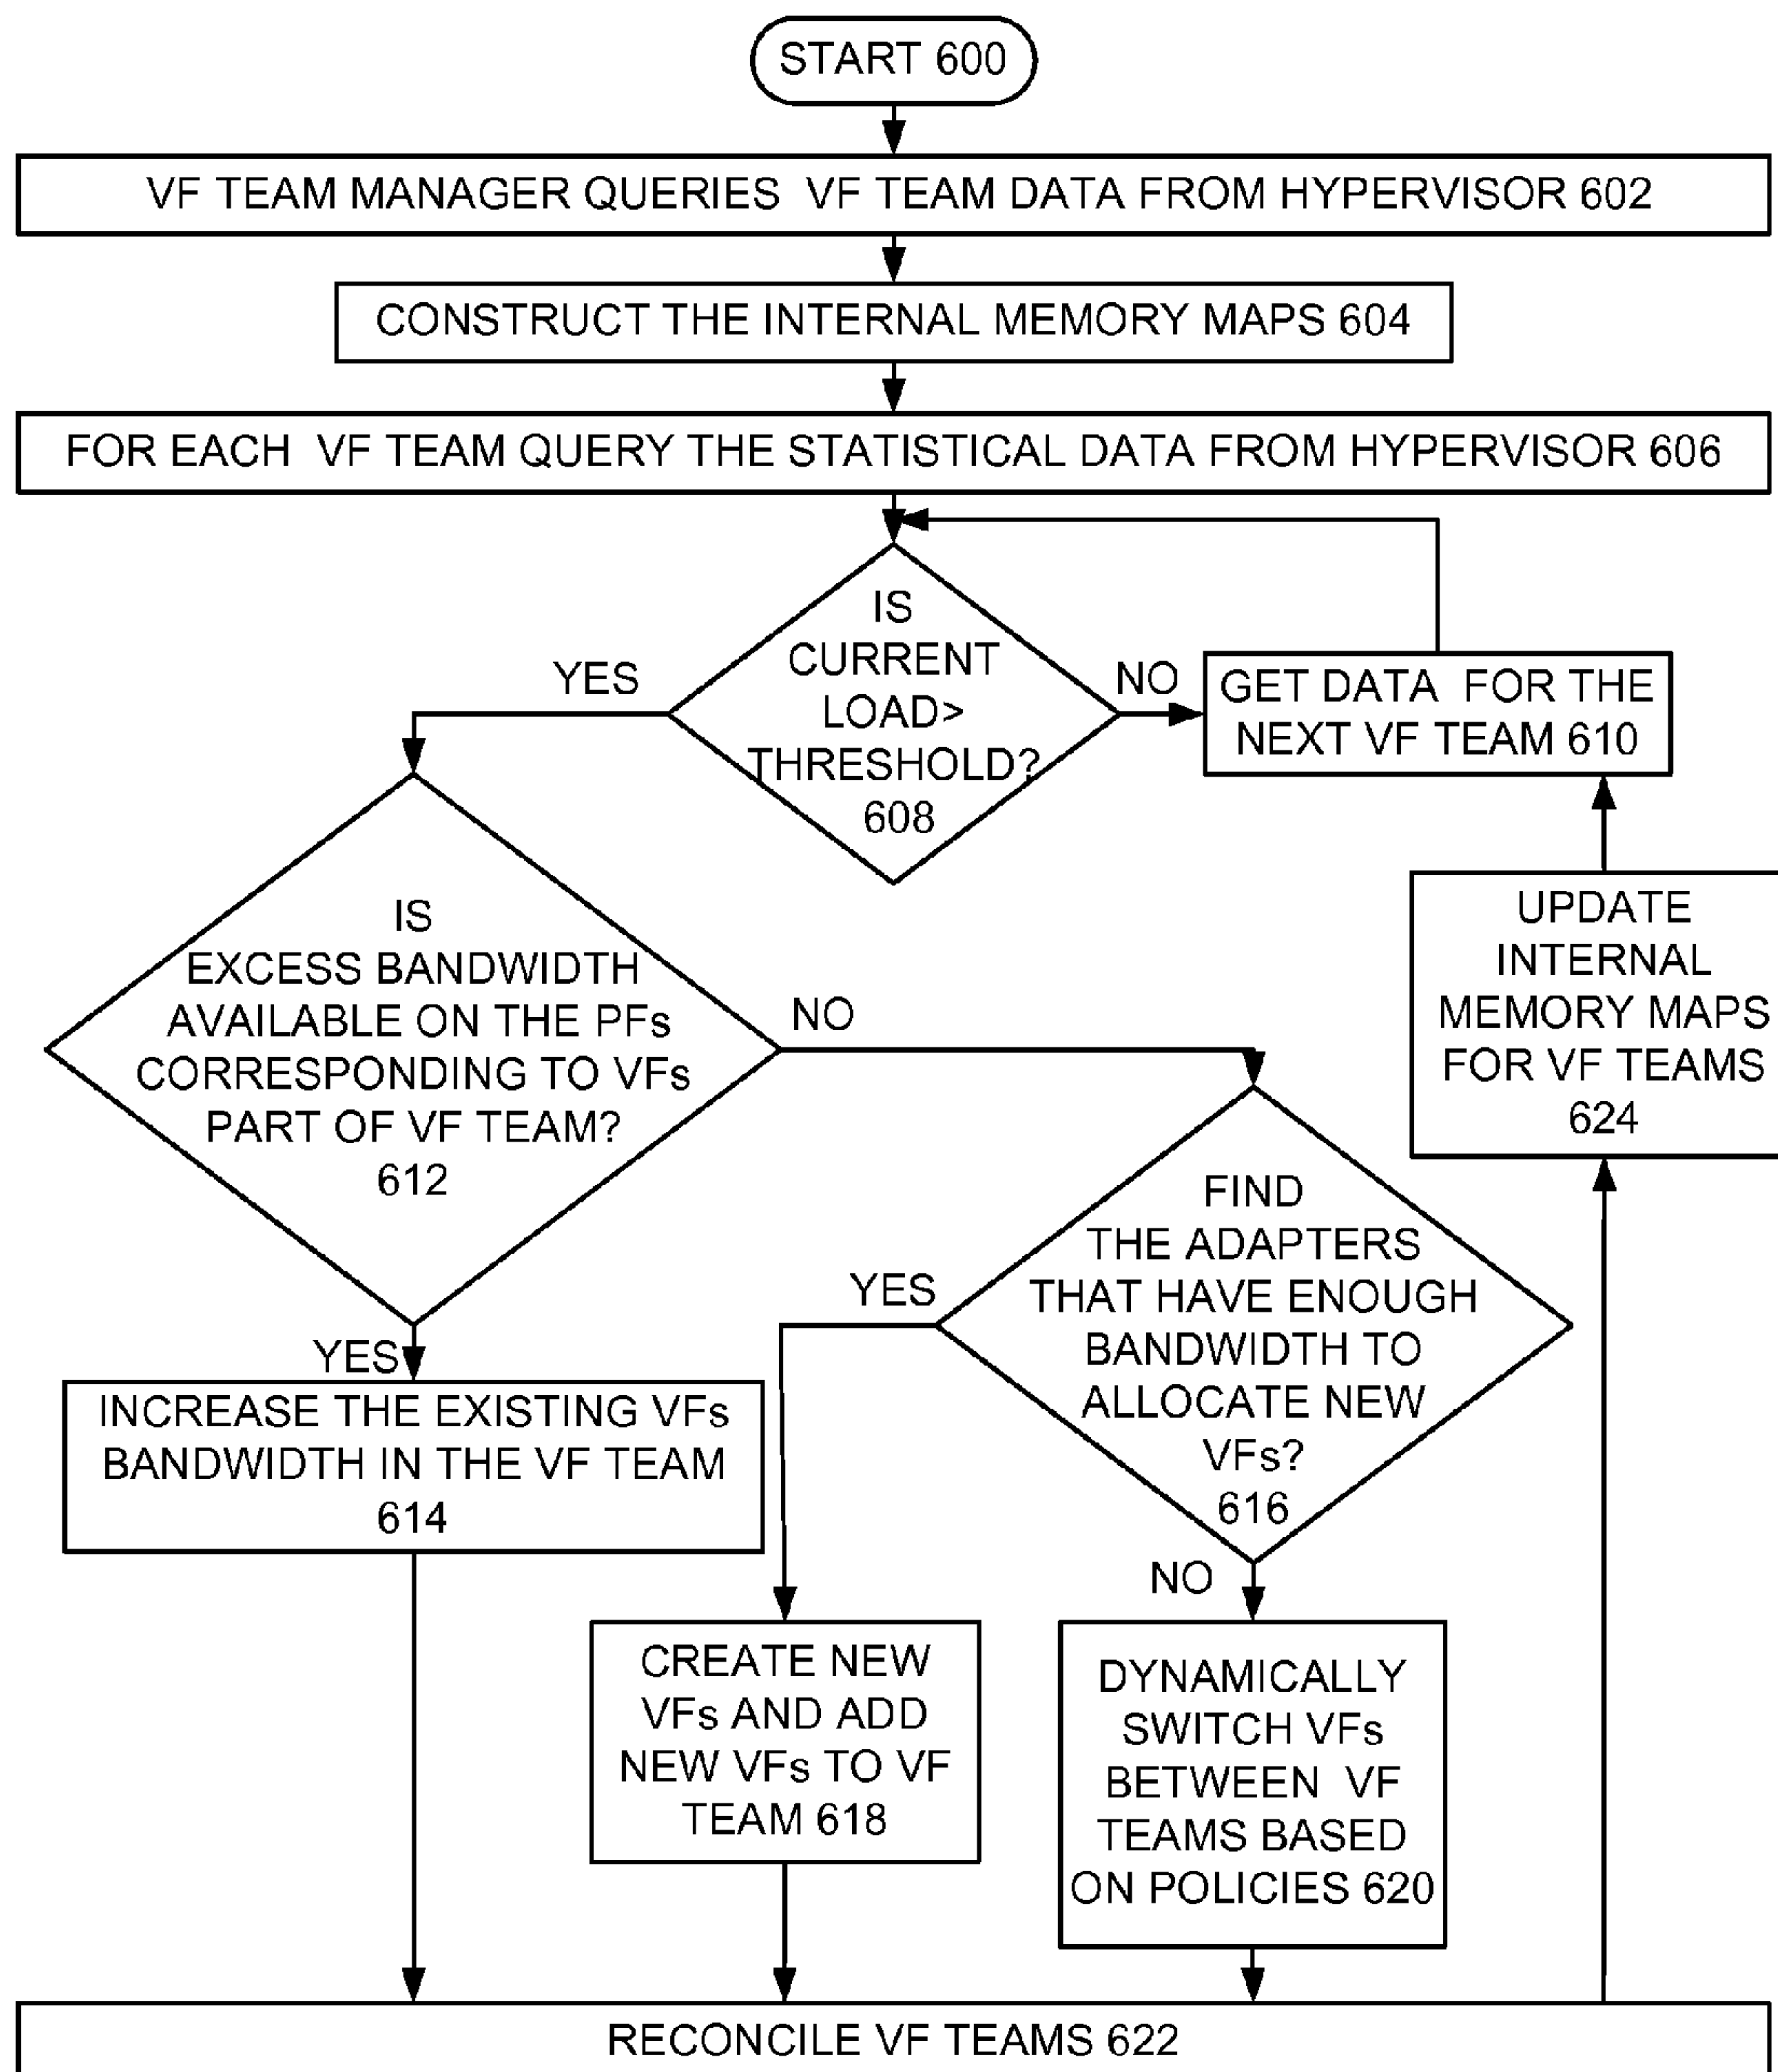 START 600
VF TEAM MANAGER QUERIES VF TEAM DATA FROM HYPERVISOR 602
CONSTRUCT THE INTERNAL MEMORY MAPS 604
FOR EACH VF TEAM QUERY THE STATISTICAL DATA FROM HYPERVISOR 606
IS
CURRENT
LOAD>
THRESHOLD?
608
YES
NO
GET DATA FOR THE
NEXT VF TEAM 610
IS
EXCESS BANDWIDTH
AVAILABLE ON THE PFs
CORRESPONDING TO VFs
PART OF VF TEAM?
612
NO
YES
UPDATE
INTERNAL
MEMORY MAPS
FOR VF TEAMS
624
FIND
THE ADAPTERS
THAT HAVE ENOUGH
BANDWIDTH TO
ALLOCATE NEW
VFs?
616
YES
NO
INCREASE THE EXISTING VFs
BANDWIDTH IN THE VF TEAM
614
CREATE NEW
VFs AND ADD
NEW VFs TO VF
TEAM 618
DYNAMICALLY
SWITCH VFs
BETWEEN VF
TEAMS BASED
ON POLICIES 620
RECONCILE VF TEAMS 622